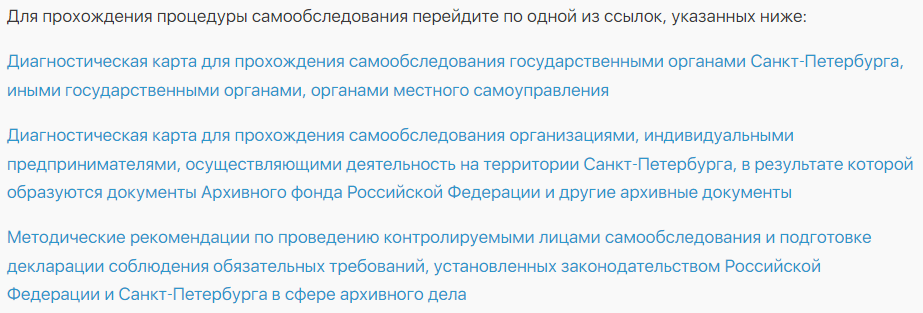 Для прохождения процедуры самообследования перейдите по одной из ссылок, указанных ниже:
Диагностическая карта для прохождения самообследования государственными органами Санкт-Петербурга,
иными государственными органами, органами местного самоуправления
Диагностическая карта для прохождения самообследования организациями, индивидуальными
предпринимателями, осуществляющими деятельность на территории Санкт-Петербурга, в результате которой
образуются документы Архивного фонда Российской Федерации и другие архивные документы
Методические рекомендации по проведению контролируемыми лицами самообследования и подготовке
декларации соблюдения обязательных требований, установленных законодательством Российской
Федерации и Санкт-Петербурга в сфере архивного дела